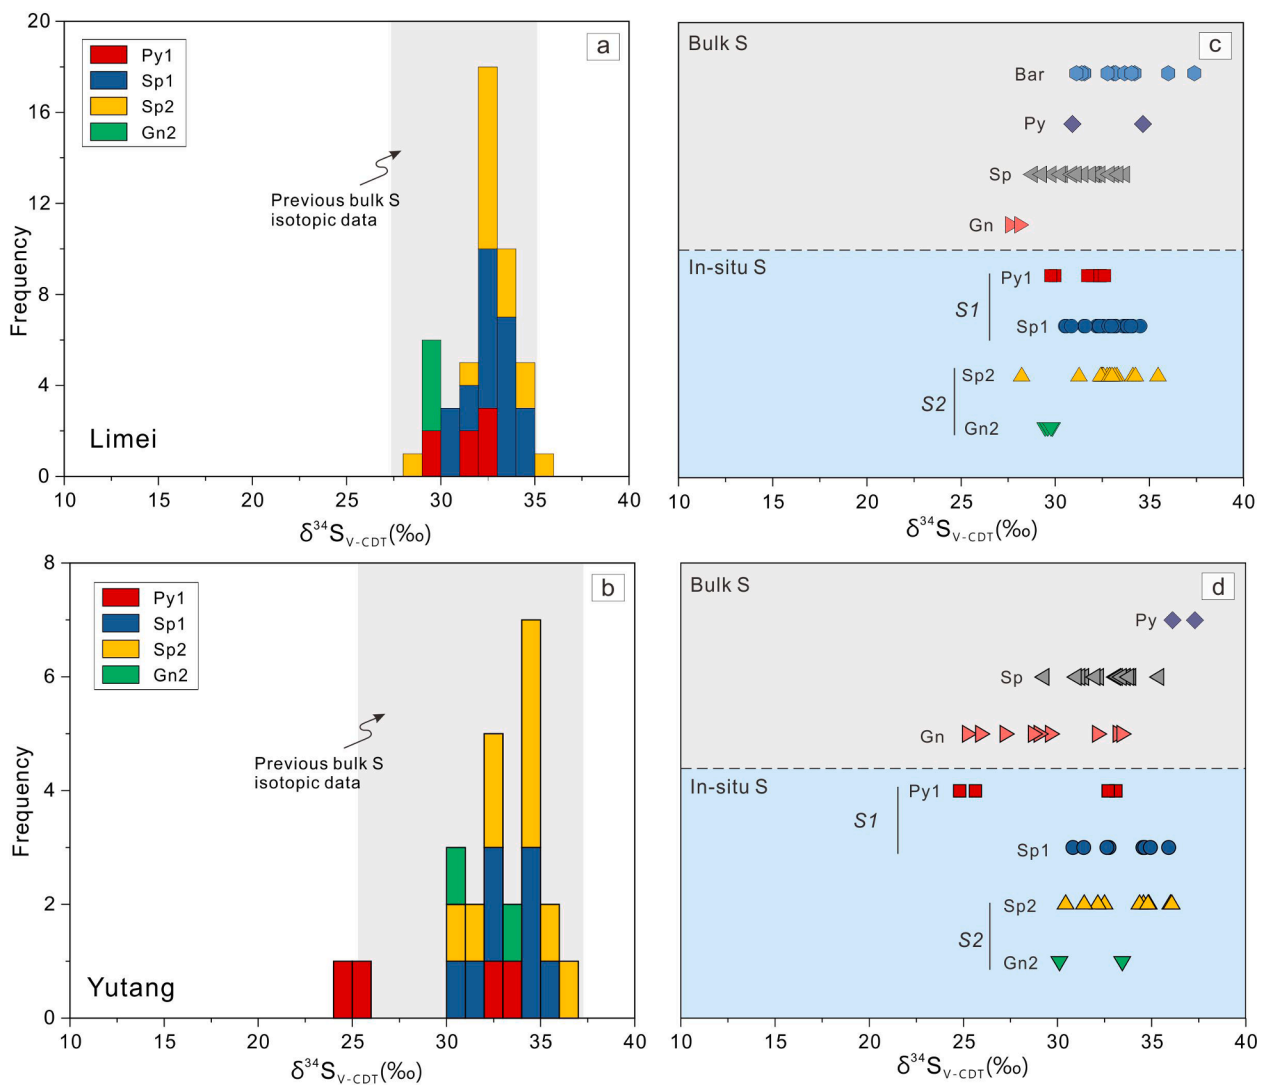 a
Py1
Sp1
Sp2
Gn2
Previous bulk S
isotopic data
Limei
Frequency
20
16
12
8
4
0
10
15
20
25
30
35
40
δ³⁴S_V-CDT(‰)
c
Bulk S
Bar
Py
Sp
Gn
In-situ S
S1
Py1
Sp1
S2
Sp2
Gn2
10
15
20
25
30
35
40
δ³⁴S_V-CDT(‰)
b
Py1
Sp1
Sp2
Gn2
Previous bulk S
isotopic data
Yutang
Frequency
8
6
4
2
0
10
15
20
25
30
35
40
δ³⁴S_V-CDT(‰)
d
Bulk S
Py
Sp
Gn
In-situ S
S1
Py1
Sp1
S2
Sp2
Gn2
10
15
20
25
30
35
40
δ³⁴S_V-CDT(‰)